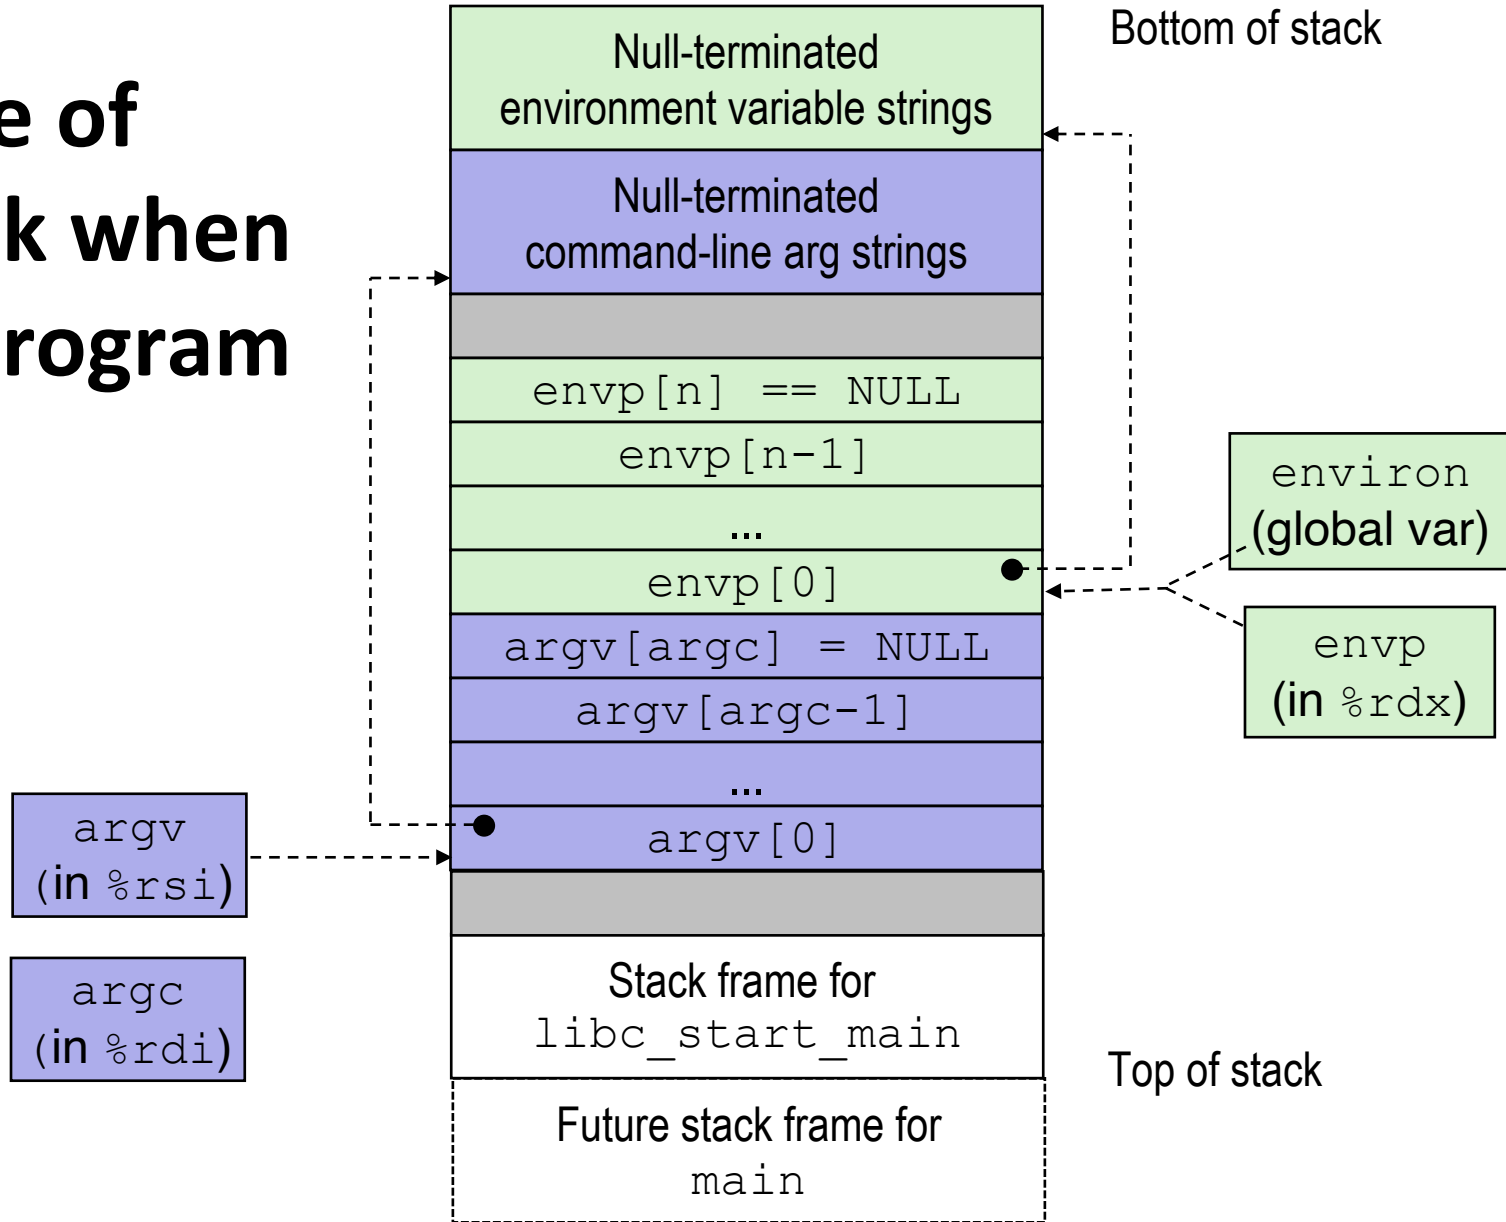 e of
k when
rogram
Bottom of stack
Null-terminated
environment variable strings
Null-terminated
command-line arg strings
envp[n] == NULL
envp[n-1]
...
envp[0]
argv[argc] = NULL
argv[argc-1]
...
argv[0]
environ
(global var)
envp
(in %rdx)
argv
(in %rsi)
argc
(in %rdi)
Stack frame for
libc_start_main
Top of stack
Future stack frame for
main